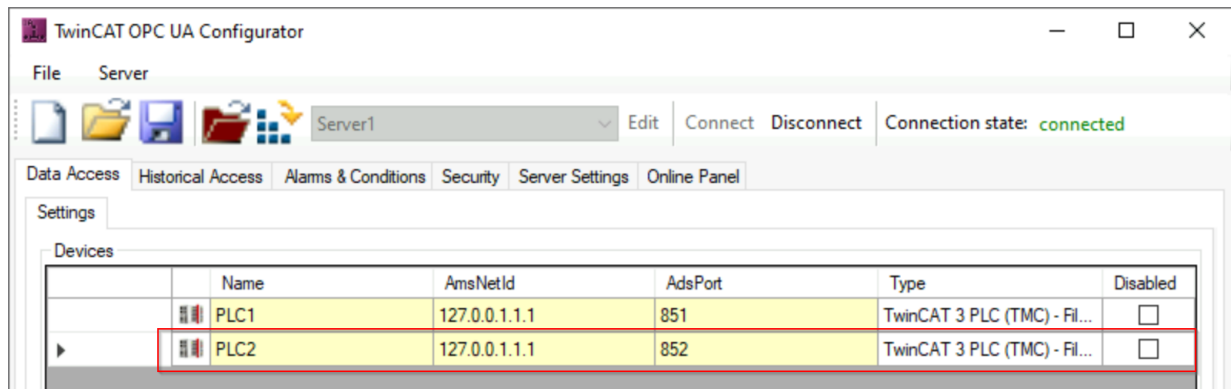 TwinCAT OPC UA Configurator
File Server
Server1 Edit Connect Disconnect Connection state: connected
Data Access Historical Access Alarms & Conditions Security Server Settings Online Panel
Settings
Devices
Name AmsNetId AdsPort Type Disabled
PLC1 127.0.0.1.1.1 851 TwinCAT 3 PLC (TMC) - Fil...
PLC2 127.0.0.1.1.1 852 TwinCAT 3 PLC (TMC) - Fil...